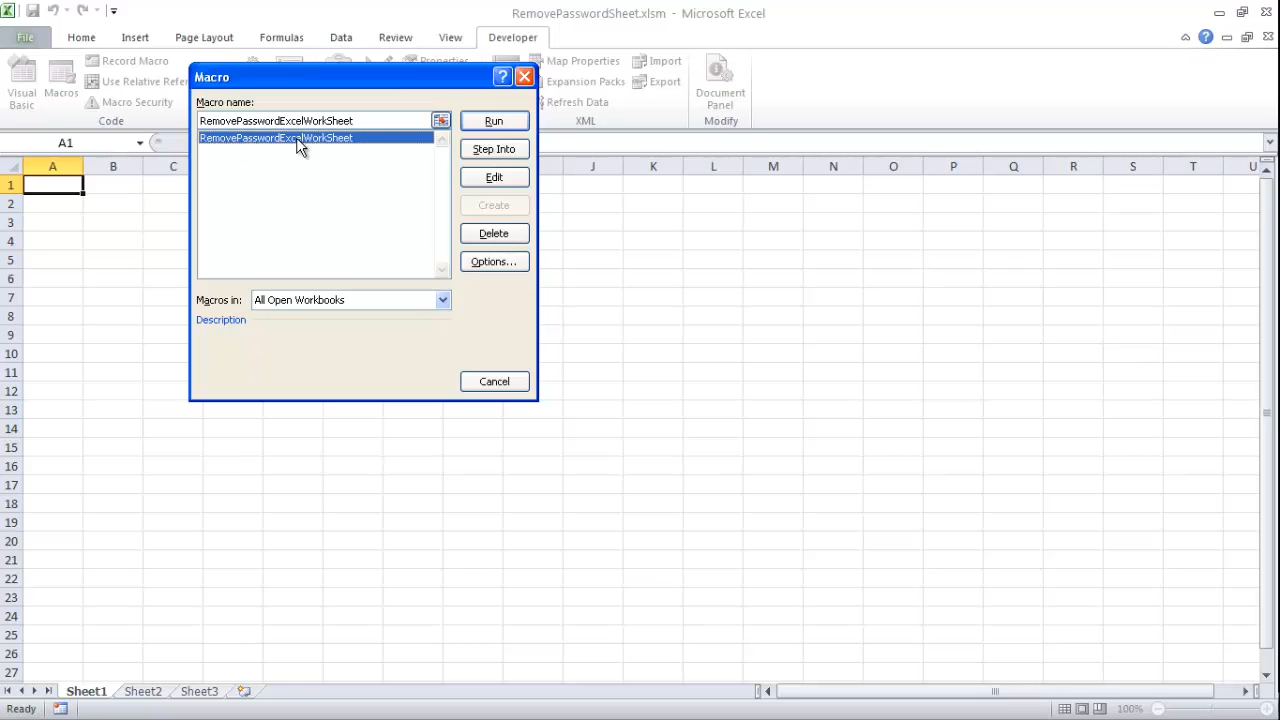 RemovePasswordSheet.xlsm - Microsoft Excel
File Home Insert Page Layout Formulas Data Review View Developer
Visual Basic
Macros
Record Macro
Use Relative Refer
Macro Security
Code
Properties
Map Properties
Expansion Packs
Refresh Data
Import
Export
XML
Document Panel
Modify
A1
A B C J K L M N O P Q R S T U
Macro
Macro name:
RemovePasswordExcelWorkSheet
RemovePasswordExcelWorkSheet
Run
Step Into
Edit
Create
Delete
Options...
Macros in: All Open Workbooks
Description
Cancel
1
2
3
4
5
6
7
8
9
10
11
12
13
14
15
16
17
18
19
20
21
22
23
24
25
26
27
Sheet1 Sheet2 Sheet3
Ready
100%